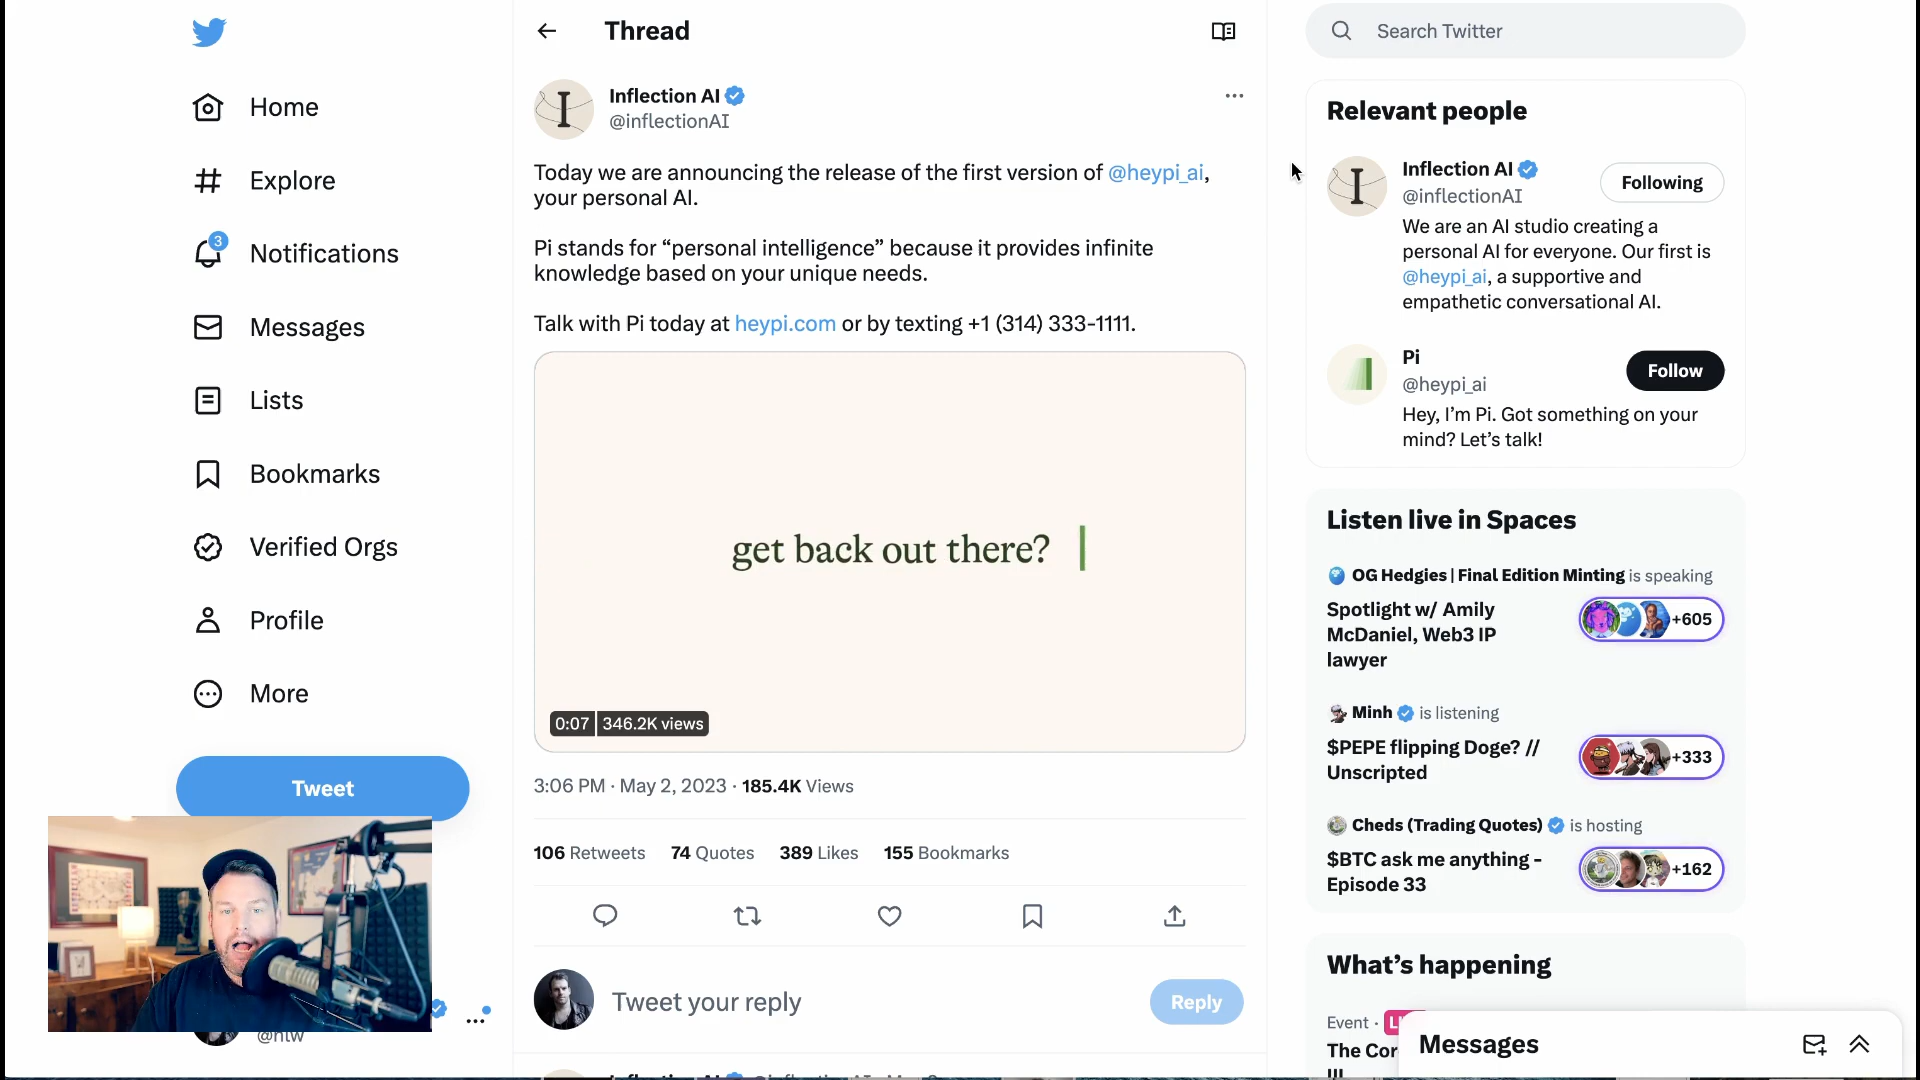 Home
Explore
3
Notifications
Messages
Lists
Bookmarks
Verified Orgs
Profile
More
Tweet
Thread
Inflection AI
@inflectionAI
Today we are announcing the release of the first version of @heypi_ai,
your personal AI.
Pi stands for “personal intelligence” because it provides infinite
knowledge based on your unique needs.
Talk with Pi today at heypi.com or by texting +1 (314) 333-1111.
get back out there?
0:07 346.2K views
3:06 PM · May 2, 2023 · 185.4K Views
106 Retweets 74 Quotes 389 Likes 155 Bookmarks
Tweet your reply
Reply
Search Twitter
Relevant people
Inflection AI
@inflectionAI
Following
We are an AI studio creating a
personal AI for everyone. Our first is
@heypi_ai, a supportive and
empathetic conversational AI.
Pi
@heypi_ai
Follow
Hey, I’m Pi. Got something on your
mind? Let’s talk!
Listen live in Spaces
OG Hedgies | Final Edition Minting is speaking
Spotlight w/ Amily
McDaniel, Web3 IP
lawyer
+605
Minh is listening
$PEPE flipping Doge? //
Unscripted
+333
Cheds (Trading Quotes) is hosting
$BTC ask me anything -
Episode 33
+162
What’s happening
Event ·
The Cor
Messages